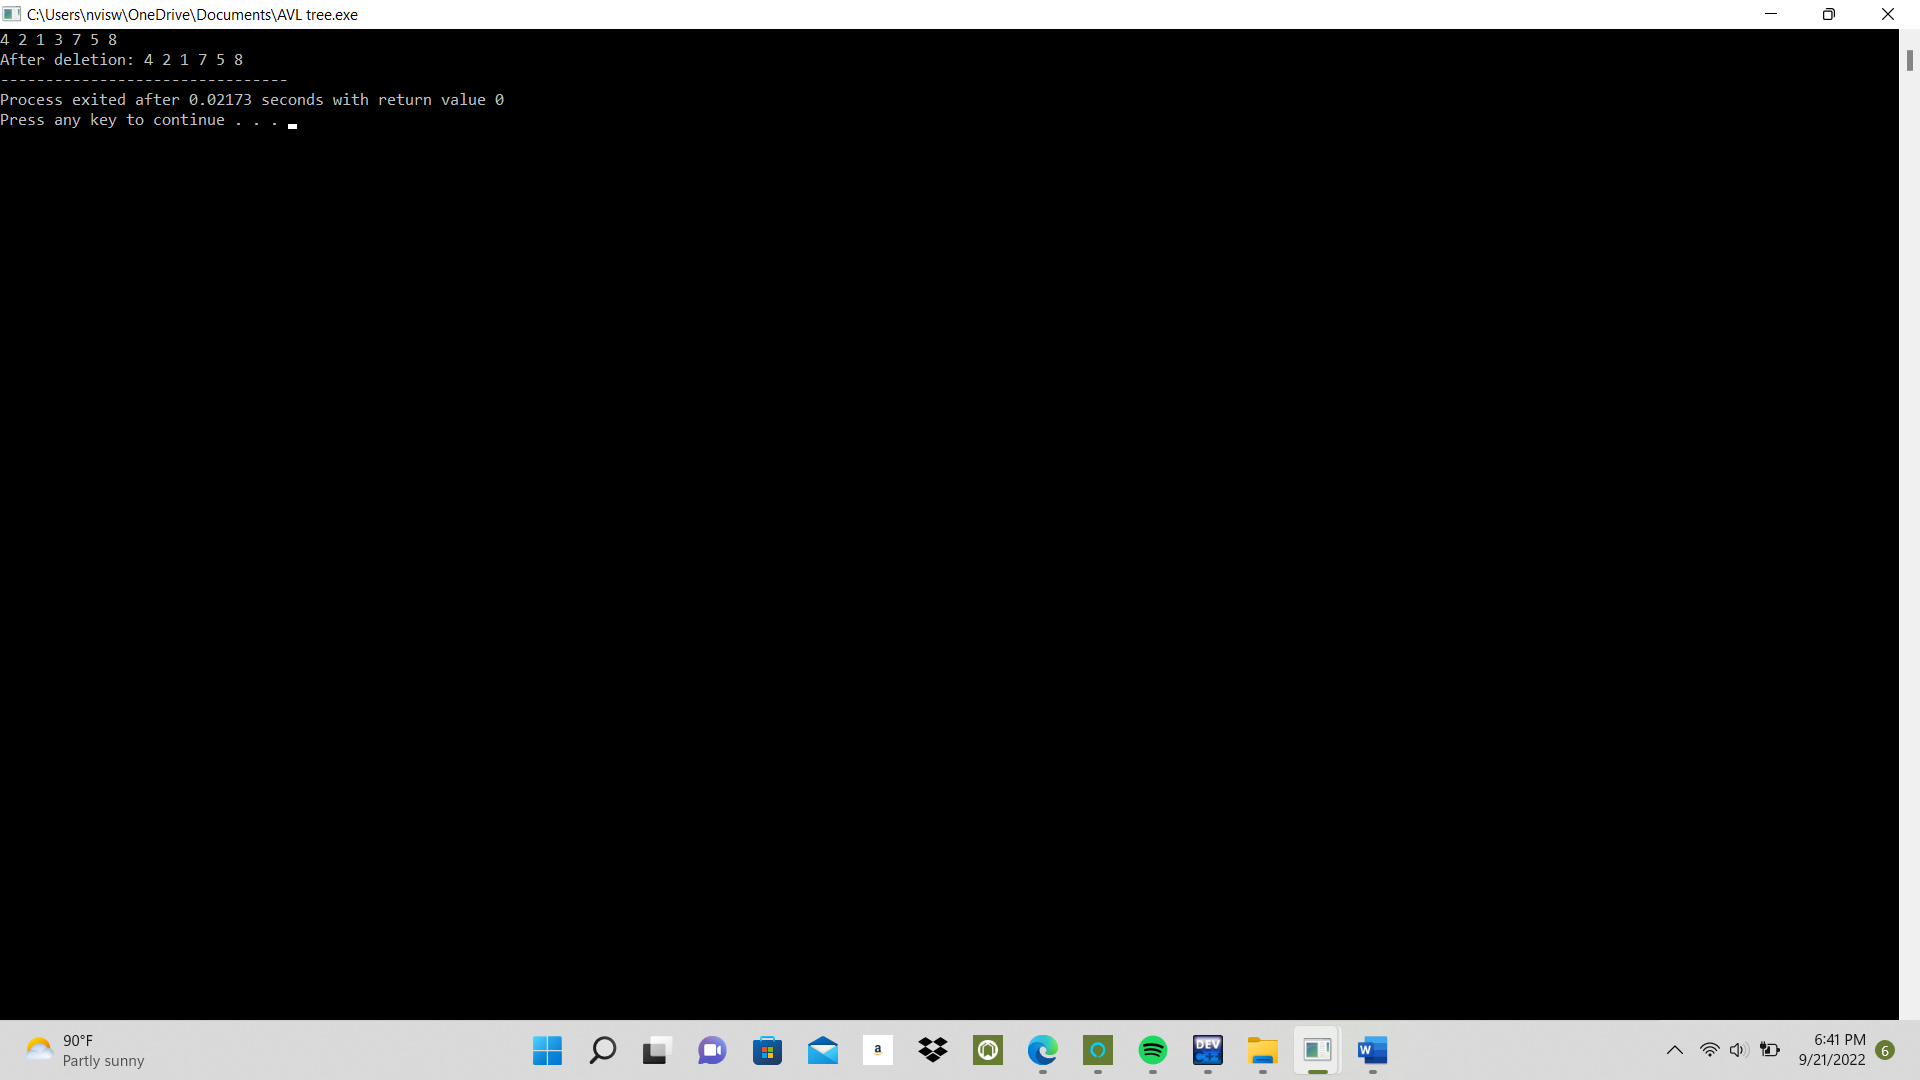 C:\Users\nvisw\OneDrive\Documents\AVL tree.exe
4 2 1 3 7 5 8
After deletion: 4 2 1 7 5 8
--------------------------------
Process exited after 0.02173 seconds with return value 0
Press any key to continue . . .
90°F
Partly sunny
a
DEV
C++
W
6:41 PM
9/21/2022
6